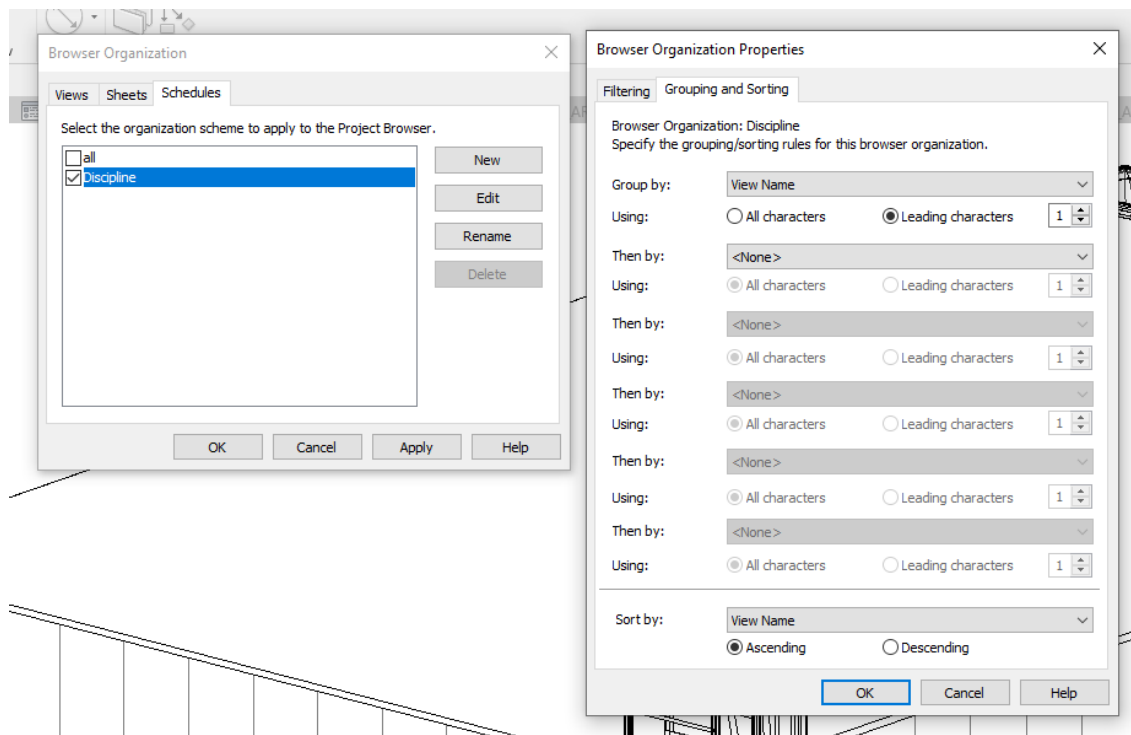 Browser Organization
Views Sheets Schedules
Select the organization scheme to apply to the Project Browser.
all
Discipline
New
Edit
Rename
Delete
OK Cancel Apply Help
Browser Organization Properties
Filtering Grouping and Sorting
Browser Organization: Discipline
Specify the grouping/sorting rules for this browser organization.
Group by: View Name
Using: All characters Leading characters 1
Then by: <None>
Using: All characters Leading characters 1
Then by: <None>
Using: All characters Leading characters 1
Then by: <None>
Using: All characters Leading characters 1
Then by: <None>
Using: All characters Leading characters 1
Then by: <None>
Using: All characters Leading characters 1
Sort by: View Name
Ascending Descending
OK Cancel Help